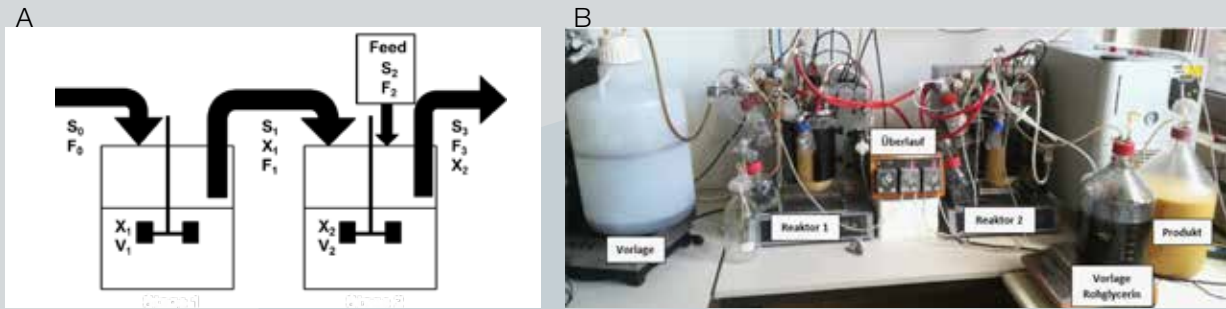 A
Feed
S₂
F₂
S₀
F₀
S₁
X₁
F₁
S₃
F₃
X₂
X₁
V₁
X₂
V₂
B
Überlauf
Reaktor 1
Reaktor 2
Vorlage
Produkt
Vorlage
Rohglycerin